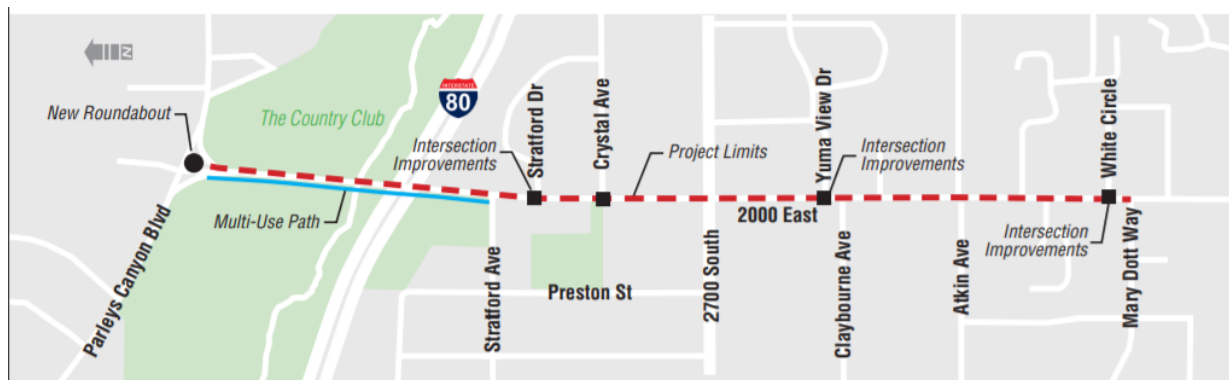 N
New Roundabout
The Country Club
INTERSTATE
80
Stratford Dr
Crystal Ave
Yuma View Dr
White Circle
Intersection
Improvements
Project Limits
Intersection
Improvements
Multi-Use Path
2000 East
Intersection
Improvements
Parleys Canyon Blvd
Stratford Ave
Preston St
2700 South
Claybourne Ave
Atkin Ave
Mary Dott Way